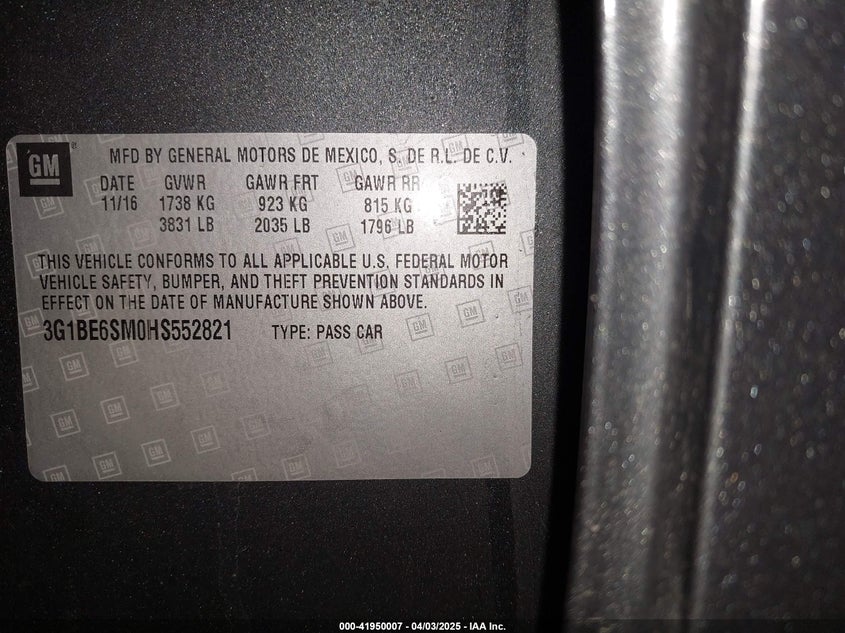 GM
MFD BY GENERAL MOTORS DE MEXICO, S. DE R.L. DE C.V.
DATE GVWR GAWR FRT GAWR RR
11/16 1738 KG 923 KG 815 KG
3831 LB 2035 LB 1796 LB
THIS VEHICLE CONFORMS TO ALL APPLICABLE U.S. FEDERAL MOTOR
VEHICLE SAFETY, BUMPER, AND THEFT PREVENTION STANDARDS IN
EFFECT ON THE DATE OF MANUFACTURE SHOWN ABOVE.
3G1BE6SM0HS552821 TYPE: PASS CAR
000-41950007 - 04/03/2025 - IAA Inc.